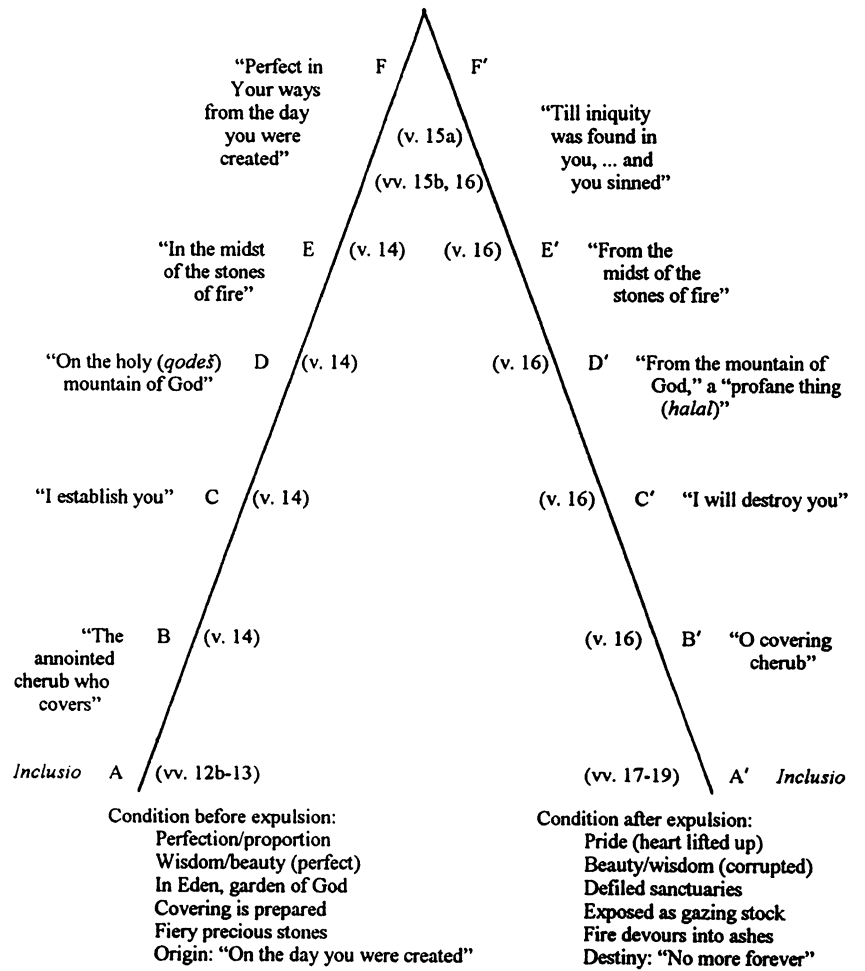 “Perfect in F F′
Your ways
from the day “Till iniquity
you were (v. 15a) was found in
created” you, ... and
(vv. 15b, 16) you sinned”
“In the midst E (v. 14) (v. 16) E′ “From the
of the stones midst of the
of fire” stones of fire”
“On the holy (qodeš) D (v. 14) (v. 16) D′ “From the mountain of
mountain of God” God,” a “profane thing
(halal)”
“I establish you” C (v. 14) (v. 16) C′ “I will destroy you”
“The B (v. 14) (v. 16) B′ “O covering
annointed cherub”
cherub who
covers”
Inclusio A (vv. 12b-13) (vv. 17-19) A′ Inclusio
Condition before expulsion:
Perfection/proportion
Wisdom/beauty (perfect)
In Eden, garden of God
Covering is prepared
Fiery precious stones
Origin: “On the day you were created”
Condition after expulsion:
Pride (heart lifted up)
Beauty/wisdom (corrupted)
Defiled sanctuaries
Exposed as gazing stock
Fire devours into ashes
Destiny: “No more forever”